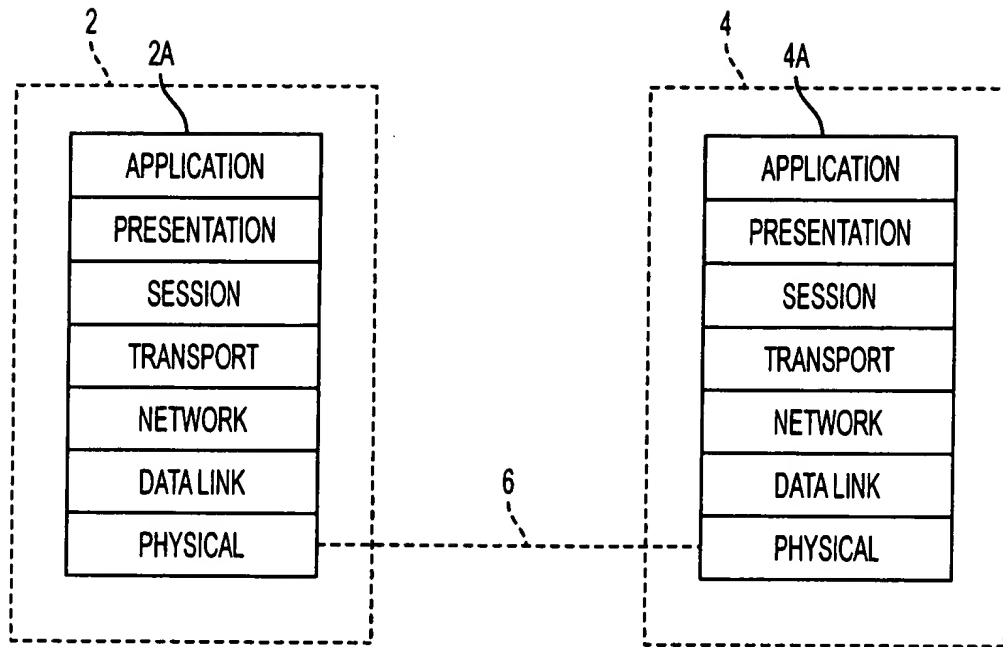 2
2A
APPLICATION
PRESENTATION
SESSION
TRANSPORT
NETWORK
DATA LINK
PHYSICAL
4
4A
APPLICATION
PRESENTATION
SESSION
TRANSPORT
NETWORK
DATA LINK
PHYSICAL
6